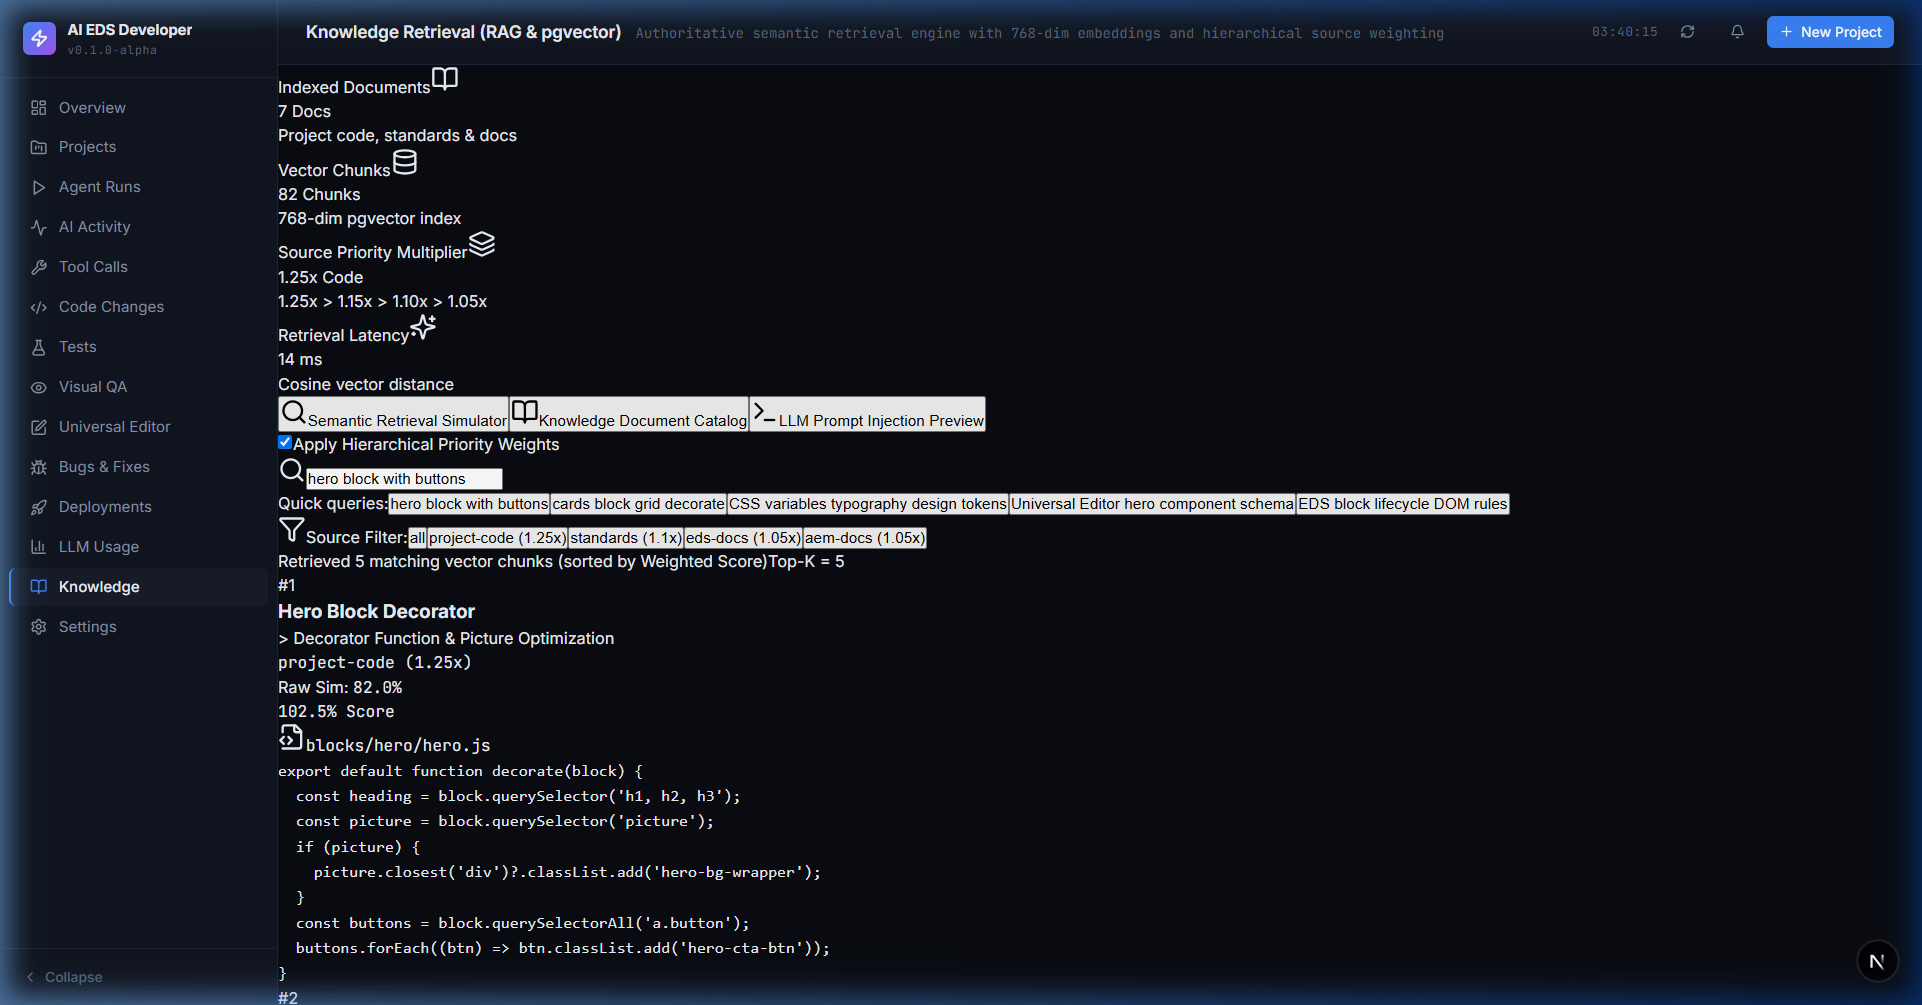 AI EDS Developer
v0.1.0-alpha
Knowledge Retrieval (RAG & pgvector)
Authoritative semantic retrieval engine with 768-dim embeddings and hierarchical source weighting
03:40:15
New Project
Overview
Projects
Agent Runs
AI Activity
Tool Calls
Code Changes
Tests
Visual QA
Universal Editor
Bugs & Fixes
Deployments
LLM Usage
Knowledge
Settings
Collapse
Indexed Documents
7 Docs
Project code, standards & docs
Vector Chunks
82 Chunks
768-dim pgvector index
Source Priority Multiplier
1.25x Code
1.25x > 1.15x > 1.10x > 1.05x
Retrieval Latency
14 ms
Cosine vector distance
Semantic Retrieval Simulator Knowledge Document Catalog LLM Prompt Injection Preview
Apply Hierarchical Priority Weights
hero block with buttons
Quick queries: hero block with buttons cards block grid decorate CSS variables typography design tokens Universal Editor hero component schema EDS block lifecycle DOM rules
Source Filter: all project-code (1.25x) standards (1.1x) eds-docs (1.05x) aem-docs (1.05x)
Retrieved 5 matching vector chunks (sorted by Weighted Score)Top-K = 5
#1
Hero Block Decorator
> Decorator Function & Picture Optimization
project-code (1.25x)
Raw Sim: 82.0%
102.5% Score
blocks/hero/hero.js
export default function decorate(block) {
  const heading = block.querySelector('h1, h2, h3');
  const picture = block.querySelector('picture');
  if (picture) {
    picture.closest('div')?.classList.add('hero-bg-wrapper');
  }
  const buttons = block.querySelectorAll('a.button');
  buttons.forEach((btn) => btn.classList.add('hero-cta-btn'));
}
#2
N